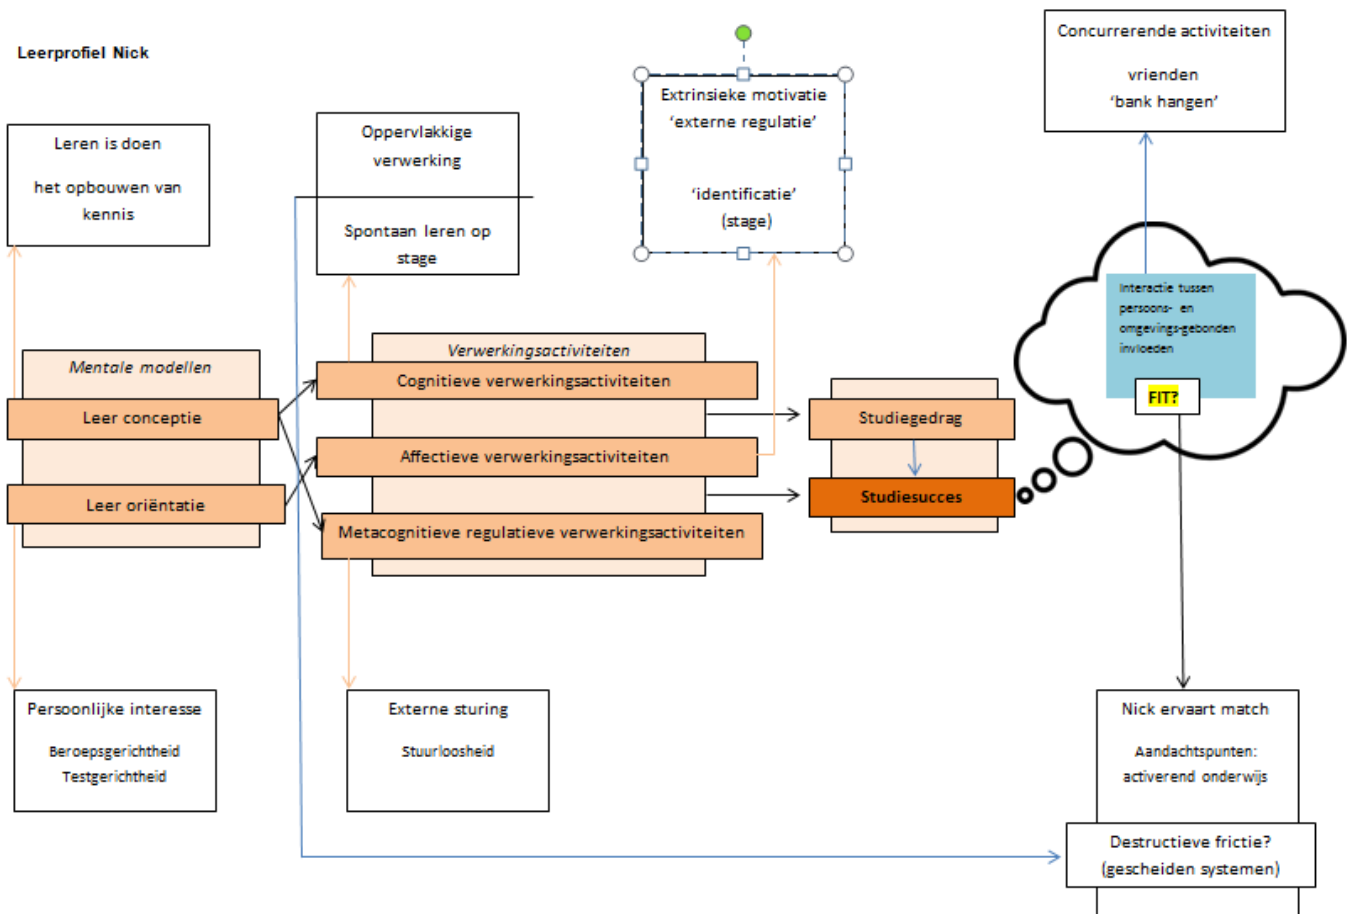 Leerprofiel Nick
Leren is doen
het opbouwen van
kennis
Oppervlakkige
verwerking
Spontaan leren op
stage
Extrinsieke motivatie
‘externe regulatie’
‘identificatie’
(stage)
Concurrerende activiteiten
vrienden
‘bank hangen’
Interactie tussen
persoons- en
omgevings-gebonden
invloeden
FIT?
Mentale modellen
Leer conceptie
Leer oriëntatie
Verwerkingsactiviteiten
Cognitieve verwerkingsactiviteiten
Affectieve verwerkingsactiviteiten
Metacognitieve regulatieve verwerkingsactiviteiten
Studiegedrag
Studiesucces
Persoonlijke interesse
Beroepsgerichtheid
Testgerichtheid
Externe sturing
Stuurloosheid
Nick ervaart match
Aandachtspunten:
activerend onderwijs
Destructieve frictie?
(gescheiden systemen)